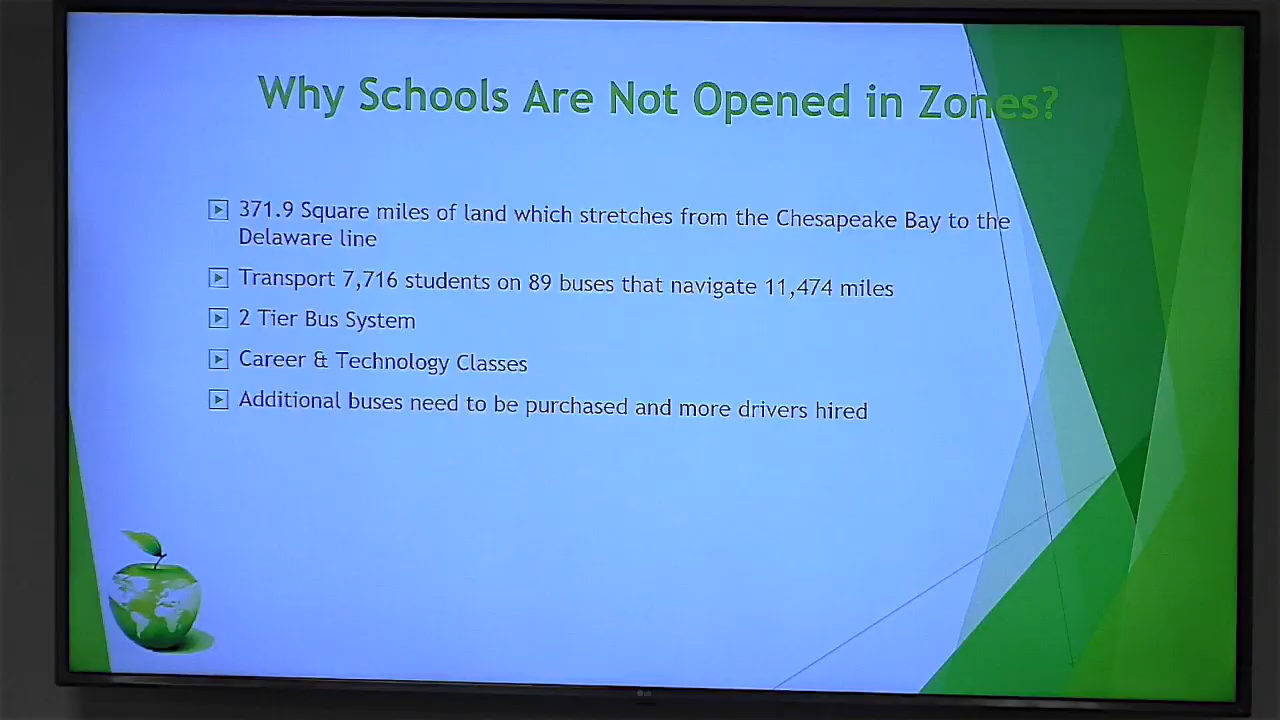 Why Schools Are Not Opened in Zones?
371.9 Square miles of land which stretches from the Chesapeake Bay to the
Delaware line
Transport 7,716 students on 89 buses that navigate 11,474 miles
2 Tier Bus System
Career & Technology Classes
Additional buses need to be purchased and more drivers hired
LG